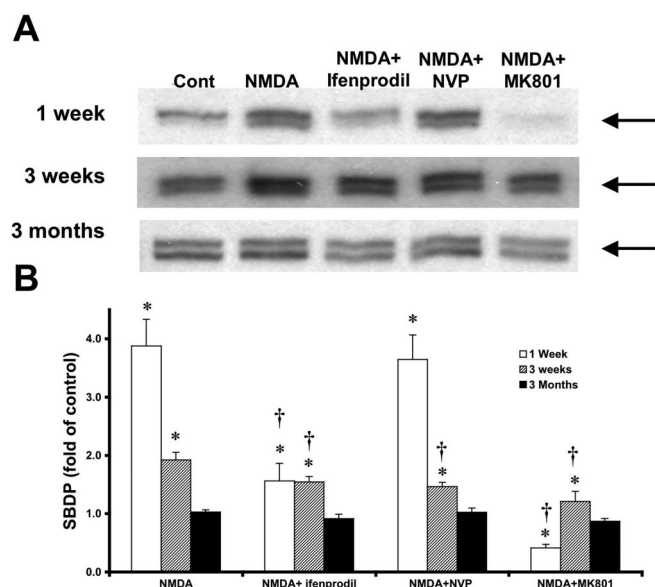 A
Cont NMDA NMDA+ Ifenprodil NMDA+ NVP NMDA+ MK801
1 week
3 weeks
3 months
B
SBDP (fold of control)
4.0
3.0
2.0
1.0
0.0
* * † * † * * † * † * † *
1 Week
3 weeks
3 Months
NMDA NMDA+ ifenprodil NMDA+NVP NMDA+MK801